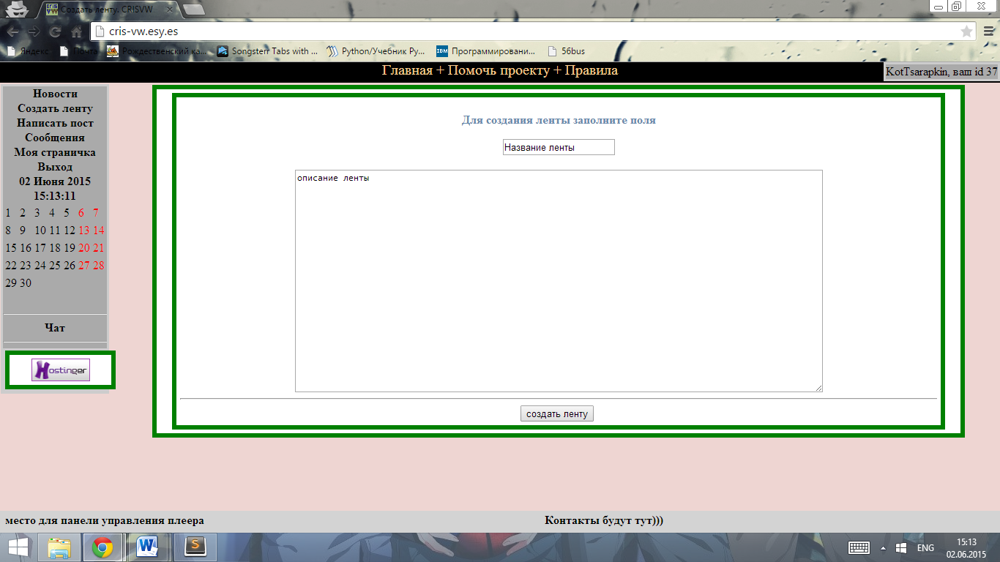 Создать ленту. CRISVW
cris-vw.esy.es
Яндекс Почта Рождественский ка... Songsterr Tabs with ... Python/Учебник Ру... IBM Программировани... 56bus
Главная + Помочь проекту + Правила
KotTsarapkin, ваш id 37
Новости
Создать ленту
Написать пост
Сообщения
Моя страничка
Выход
02 Июня 2015
15:13:11
1 2 3 4 5 6 7
8 9 10 11 12 13 14
15 16 17 18 19 20 21
22 23 24 25 26 27 28
29 30
Чат
Hostinger
Для создания ленты заполните поля
Название ленты
описание ленты
создать ленту
место для панели управления плеера
Контакты будут тут)))
ENG
15:13
02.06.2015